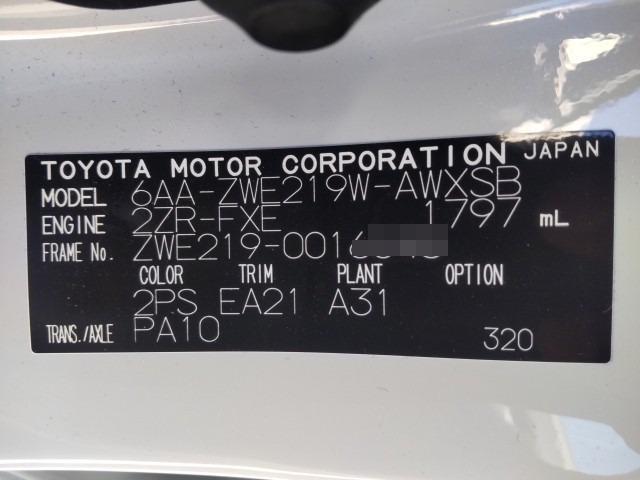 TOYOTA MOTOR CORPORATION JAPAN
MODEL 6AA-ZWE219W-AWXSB
ENGINE 2ZR-FXE 1797 mL
FRAME No. ZWE219-0016
COLOR TRIM PLANT OPTION
2PS EA21 A31
TRANS./AXLE PA10 320